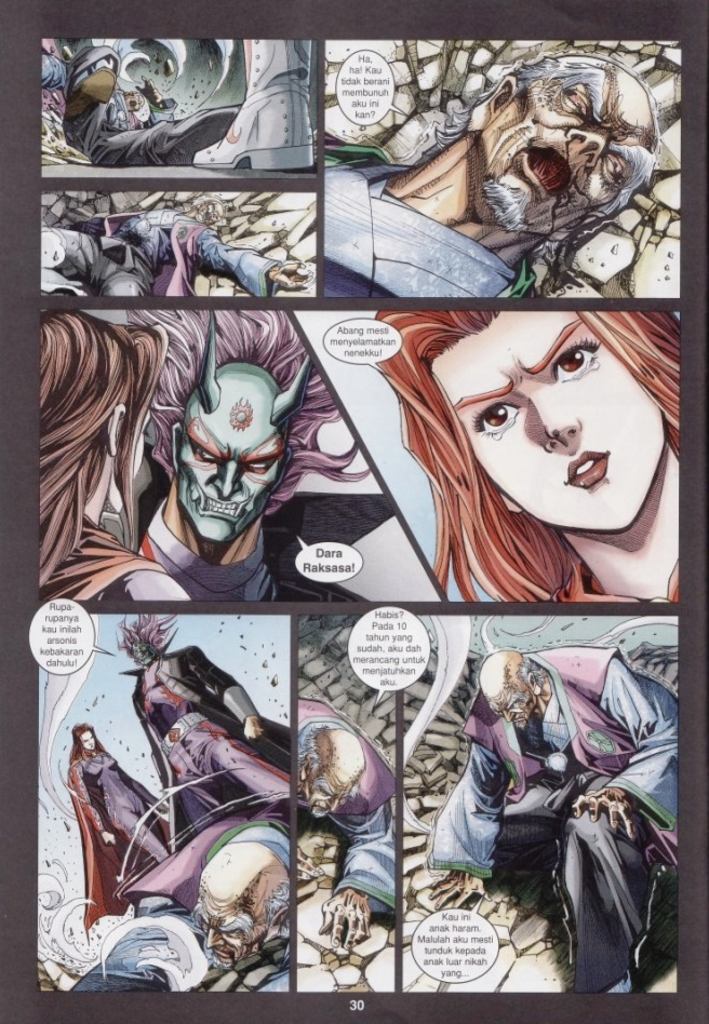 Ha,
ha! Kau
tidak berani
membunuh
aku ini
kan?
Abang mesti
menyelamatkan
nenekku!
Dara
Raksasa!
Rupa-
rupanya
kau inilah
arsonis
kebakaran
dahulu!
Habis?
Pada 10
tahun yang
sudah, aku dah
merancang untuk
menjatuhkan
aku.
Kau ini
anak haram.
Malulah aku mesti
tunduk kepada
anak luar nikah
yang...
30